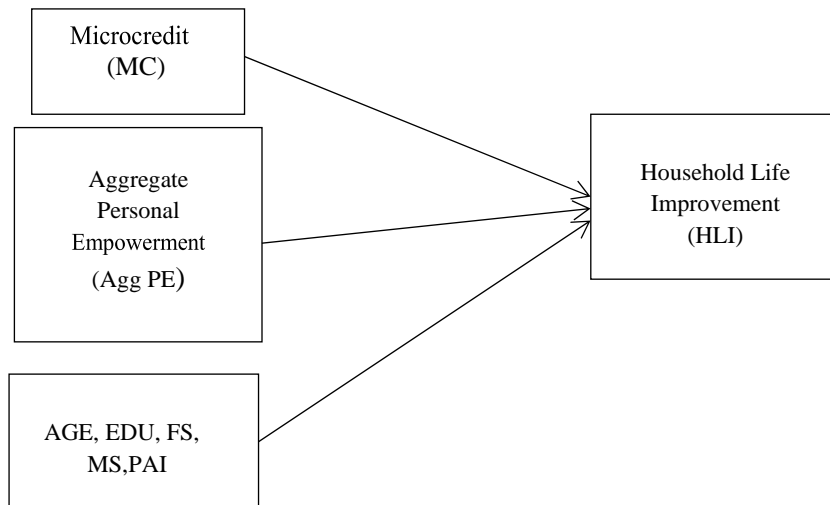 Microcredit
(MC)
Aggregate
Personal
Empowerment
(Agg PE)
AGE, EDU, FS,
MS,PAI
Household Life
Improvement
(HLI)